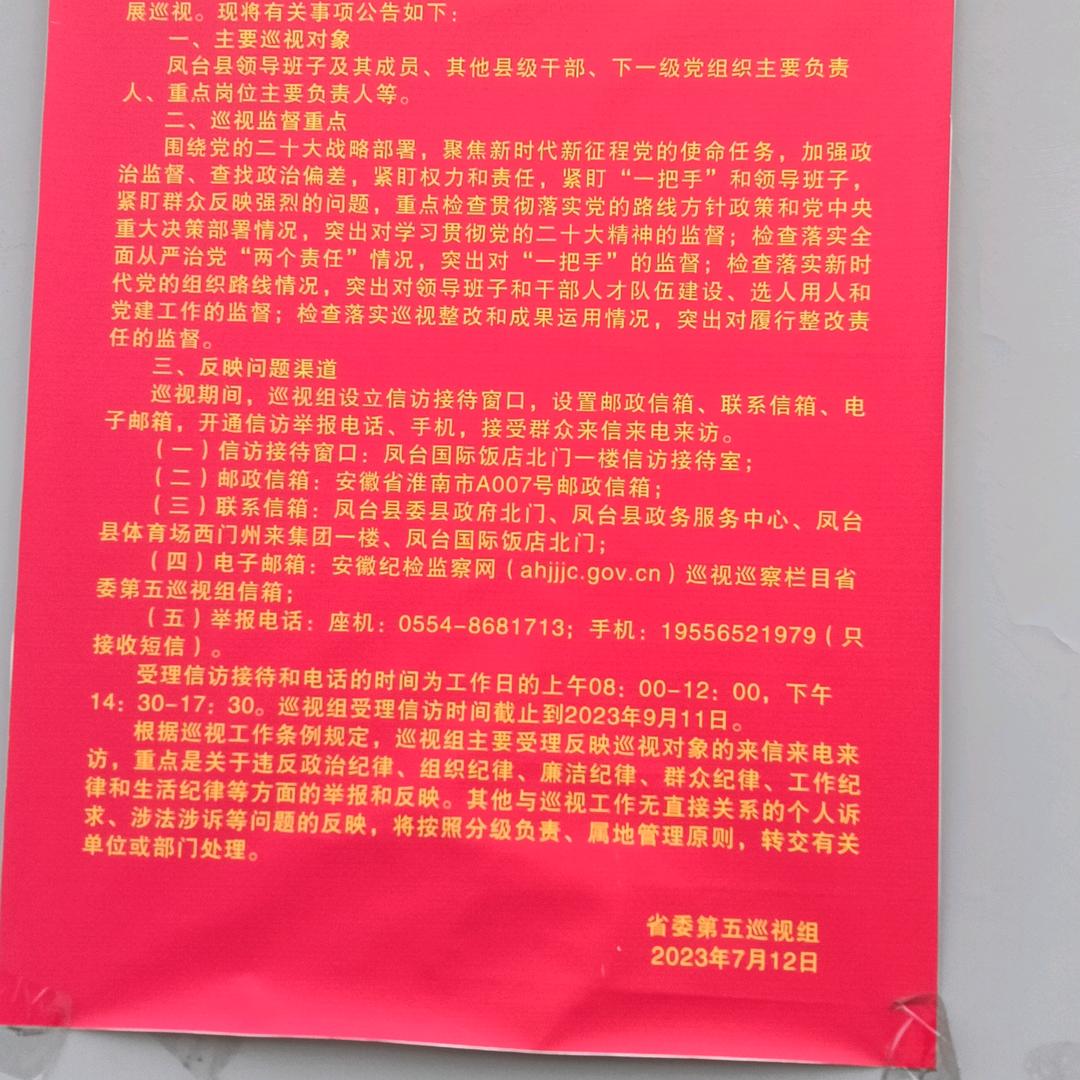 展巡视。现将有关事项公告如下：
一、主要巡视对象
凤台县领导班子及其成员、其他县级干部、下一级党组织主要负责
人、重点岗位主要负责人等。
二、巡视监督重点
围绕党的二十大战略部署，聚焦新时代新征程党的使命任务，加强政
治监督、查找政治偏差，紧盯权力和责任，紧盯“一把手”和领导班子，
紧盯群众反映强烈的问题，重点检查贯彻落实党的路线方针政策和党中央
重大决策部署情况，突出对学习贯彻党的二十大精神的监督；检查落实全
面从严治党“两个责任”情况，突出对“一把手”的监督；检查落实新时
代党的组织路线情况，突出对领导班子和干部人才队伍建设、选人用人和
党建工作的监督；检查落实巡视整改和成果运用情况，突出对履行整改责
任的监督。
三、反映问题渠道
巡视期间，巡视组设立信访接待窗口，设置邮政信箱、联系信箱、电
子邮箱，开通信访举报电话、手机，接受群众来信来电来访。
（一）信访接待窗口：凤台国际饭店北门一楼信访接待室；
（二）邮政信箱：安徽省淮南市A007号邮政信箱；
（三）联系信箱：凤台县委县政府北门、凤台县政务服务中心、凤台
县体育场西门州来集团一楼、凤台国际饭店北门；
（四）电子邮箱：安徽纪检监察网（ahjjjc.gov.cn）巡视巡察栏目省
委第五巡视组信箱；
（五）举报电话：座机：0554-8681713；手机：19556521979（只
接收短信）。
受理信访接待和电话的时间为工作日的上午08：00-12：00，下午
14：30-17：30。巡视组受理信访时间截止到2023年9月11日。
根据巡视工作条例规定，巡视组主要受理反映巡视对象的来信来电来
访，重点是关于违反政治纪律、组织纪律、廉洁纪律、群众纪律、工作纪
律和生活纪律等方面的举报和反映。其他与巡视工作无直接关系的个人诉
求、涉法涉诉等问题的反映，将按照分级负责、属地管理原则，转交有关
单位或部门处理。
省委第五巡视组
2023年7月12日